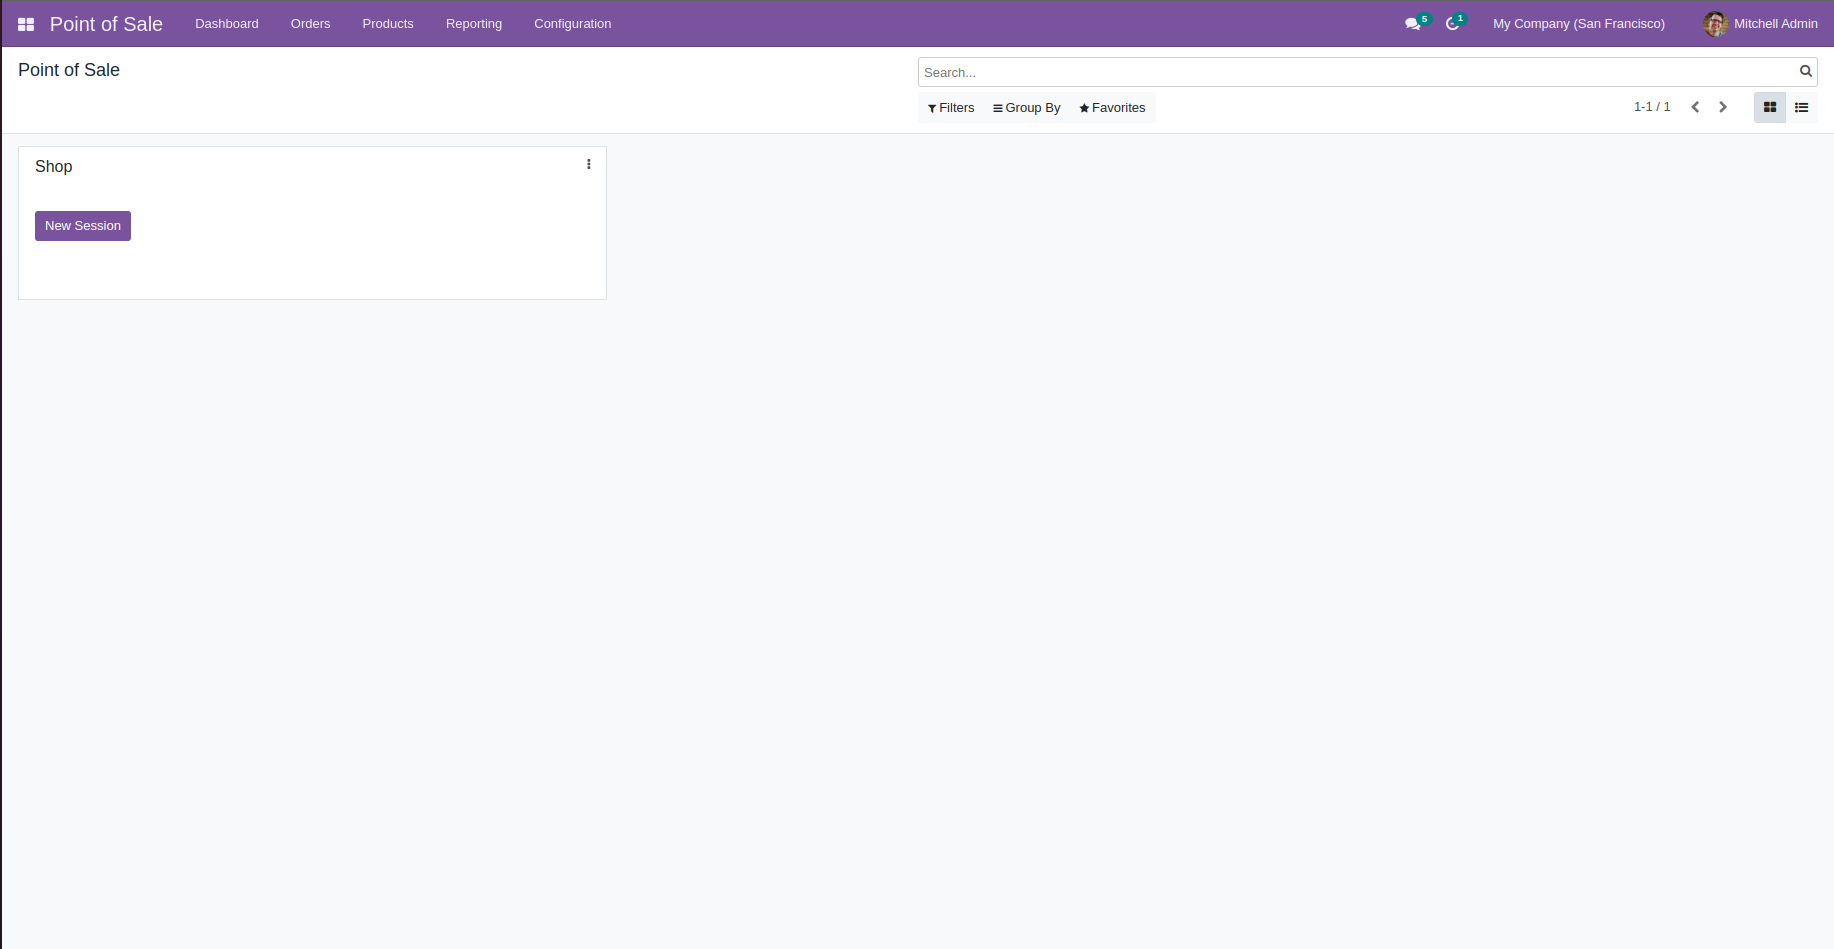 Point of Sale Dashboard Orders Products Reporting Configuration 5 1 My Company (San Francisco) Mitchell Admin
Point of Sale
Search...
Filters Group By Favorites 1-1 / 1
Shop
New Session